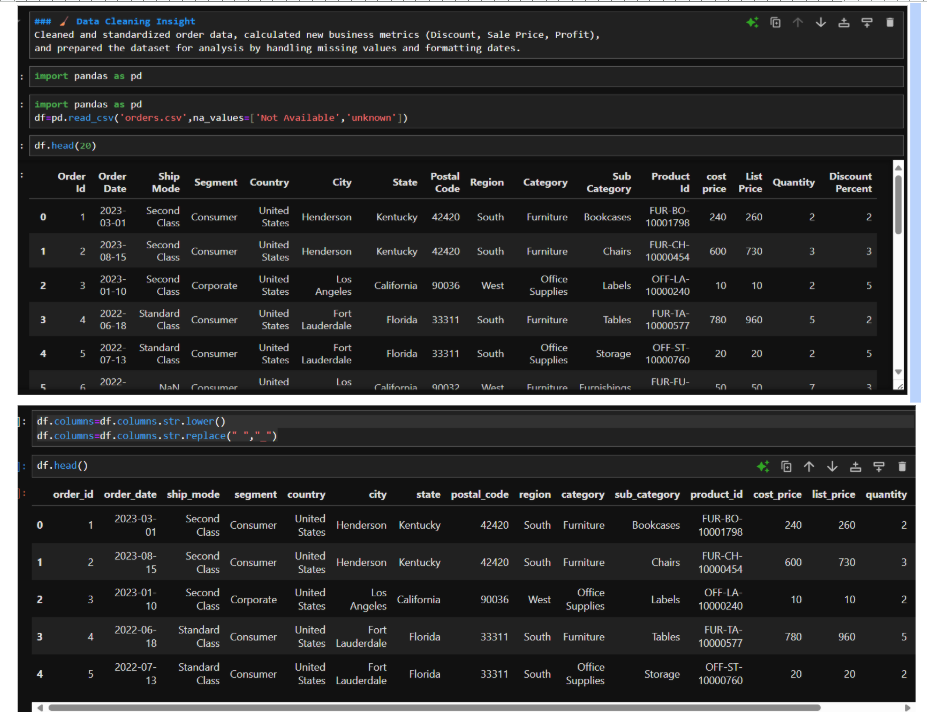 ### 🧹 Data Cleaning Insight
Cleaned and standardized order data, calculated new business metrics (Discount, Sale Price, Profit),
and prepared the dataset for analysis by handling missing values and formatting dates.
: import pandas as pd
: import pandas as pd
df=pd.read_csv('orders.csv',na_values=['Not Available','unknown'])
: df.head(20)
:
Order Id Order Date Ship Mode Segment Country City State Postal Code Region Category Sub Category Product Id cost price List Price Quantity Discount Percent
0 1 2023-03-01 Second Class Consumer United States Henderson Kentucky 42420 South Furniture Bookcases FUR-BO-10001798 240 260 2 2
1 2 2023-08-15 Second Class Consumer United States Henderson Kentucky 42420 South Furniture Chairs FUR-CH-10000454 600 730 3 3
2 3 2023-01-10 Second Class Corporate United States Los Angeles California 90036 West Office Supplies Labels OFF-LA-10000240 10 10 2 5
3 4 2022-06-18 Standard Class Consumer United States Fort Lauderdale Florida 33311 South Furniture Tables FUR-TA-10000577 780 960 5 2
4 5 2022-07-13 Standard Class Consumer United States Fort Lauderdale Florida 33311 South Office Supplies Storage OFF-ST-10000760 20 20 2 5
5 6 2022- NaN Consumer United Los California 90032 West Furniture Furnishings FUR-FU- 50 50 7 3
]: df.columns=df.columns.str.lower()
df.columns=df.columns.str.replace(" ","_")
]: df.head()
]:
order_id order_date ship_mode segment country city state postal_code region category sub_category product_id cost_price list_price quantity
0 1 2023-03-01 Second Class Consumer United States Henderson Kentucky 42420 South Furniture Bookcases FUR-BO-10001798 240 260 2
1 2 2023-08-15 Second Class Consumer United States Henderson Kentucky 42420 South Furniture Chairs FUR-CH-10000454 600 730 3
2 3 2023-01-10 Second Class Corporate United States Los Angeles California 90036 West Office Supplies Labels OFF-LA-10000240 10 10 2
3 4 2022-06-18 Standard Class Consumer United States Fort Lauderdale Florida 33311 South Furniture Tables FUR-TA-10000577 780 960 5
4 5 2022-07-13 Standard Class Consumer United States Fort Lauderdale Florida 33311 South Office Supplies Storage OFF-ST-10000760 20 20 2